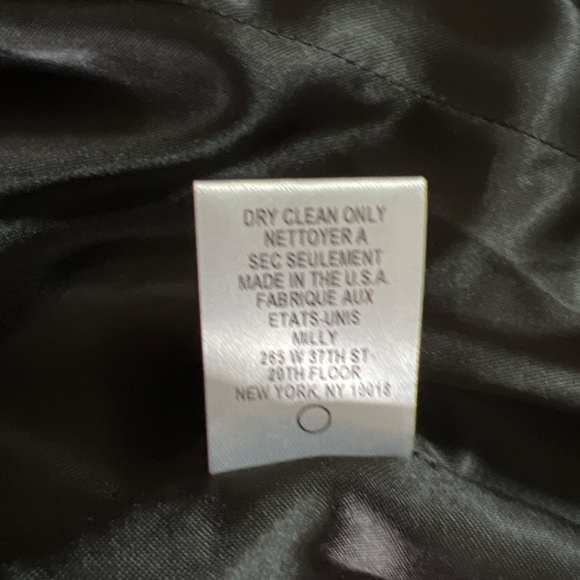 DRY CLEAN ONLY
NETTOYER A
SEC SEULEMENT
MADE IN THE U.S.A.
FABRIQUE AUX
ETATS-UNIS
MILLY
265 W 37TH ST
20TH FLOOR
NEW YORK, NY 10018